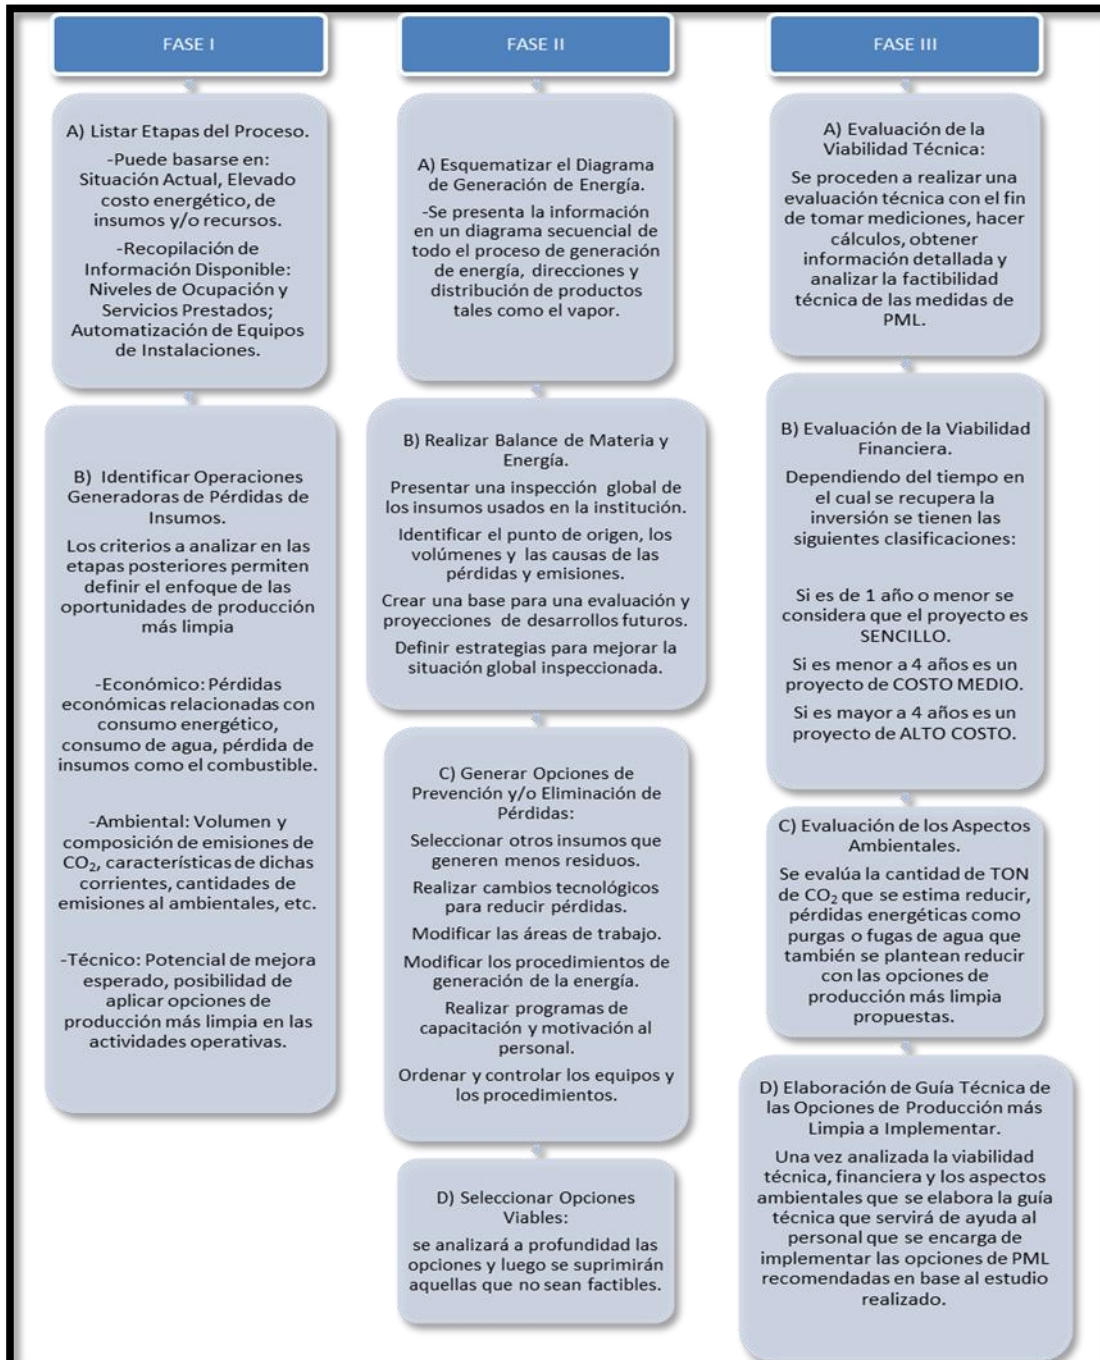 FASE I
A) Listar Etapas del Proceso.
-Puede basarse en:
Situación Actual, Elevado
costo energético, de
insumos y/o recursos.
-Recopilación de
Información Disponible:
Niveles de Ocupación y
Servicios Prestados;
Automatización de Equipos
de Instalaciones.
B) Identificar Operaciones
Generadoras de Pérdidas de
Insumos.
Los criterios a analizar en las
etapas posteriores permiten
definir el enfoque de las
oportunidades de producción
más limpia
-Económico: Pérdidas
económicas relacionadas con
consumo energético,
consumo de agua, pérdida de
insumos como el combustible.
-Ambiental: Volumen y
composición de emisiones de
CO₂, características de dichas
corrientes, cantidades de
emisiones al ambientales, etc.
-Técnico: Potencial de mejora
esperado, posibilidad de
aplicar opciones de
producción más limpia en las
actividades operativas.
FASE II
A) Esquematizar el Diagrama
de Generación de Energía.
-Se presenta la información
en un diagrama secuencial de
todo el proceso de generación
de energía, direcciones y
distribución de productos
tales como el vapor.
B) Realizar Balance de Materia y
Energía.
Presentar una inspección global de
los insumos usados en la institución.
Identificar el punto de origen, los
volúmenes y las causas de las
pérdidas y emisiones.
Crear una base para una evaluación y
proyecciones de desarrollos futuros.
Definir estrategias para mejorar la
situación global inspeccionada.
C) Generar Opciones de
Prevención y/o Eliminación de
Pérdidas:
Seleccionar otros insumos que
generen menos residuos.
Realizar cambios tecnológicos
para reducir pérdidas.
Modificar las áreas de trabajo.
Modificar los procedimientos de
generación de la energía.
Realizar programas de
capacitación y motivación al
personal.
Ordenar y controlar los equipos y
los procedimientos.
D) Seleccionar Opciones
Viables:
se analizará a profundidad las
opciones y luego se suprimirán
aquellas que no sean factibles.
FASE III
A) Evaluación de la
Viabilidad Técnica:
Se proceden a realizar una
evaluación técnica con el fin
de tomar mediciones, hacer
cálculos, obtener
información detallada y
analizar la factibilidad
técnica de las medidas de
PML.
B) Evaluación de la Viabilidad
Financiera.
Dependiendo del tiempo en
el cual se recupera la
inversión se tienen las
siguientes clasificaciones:
Si es de 1 año o menor se
considera que el proyecto es
SENCILLO.
Si es menor a 4 años es un
proyecto de COSTO MEDIO.
Si es mayor a 4 años es un
proyecto de ALTO COSTO.
C) Evaluación de los Aspectos
Ambientales.
Se evalúa la cantidad de TON
de CO₂ que se estima reducir,
pérdidas energéticas como
purgas o fugas de agua que
también se plantean reducir
con las opciones de
producción más limpia
propuestas.
D) Elaboración de Guía Técnica de
las Opciones de Producción más
Limpia a Implementar.
Una vez analizada la viabilidad
técnica, financiera y los aspectos
ambientales que se elabora la guía
técnica que servirá de ayuda al
personal que se encarga de
implementar las opciones de PML
recomendadas en base al estudio
realizado.